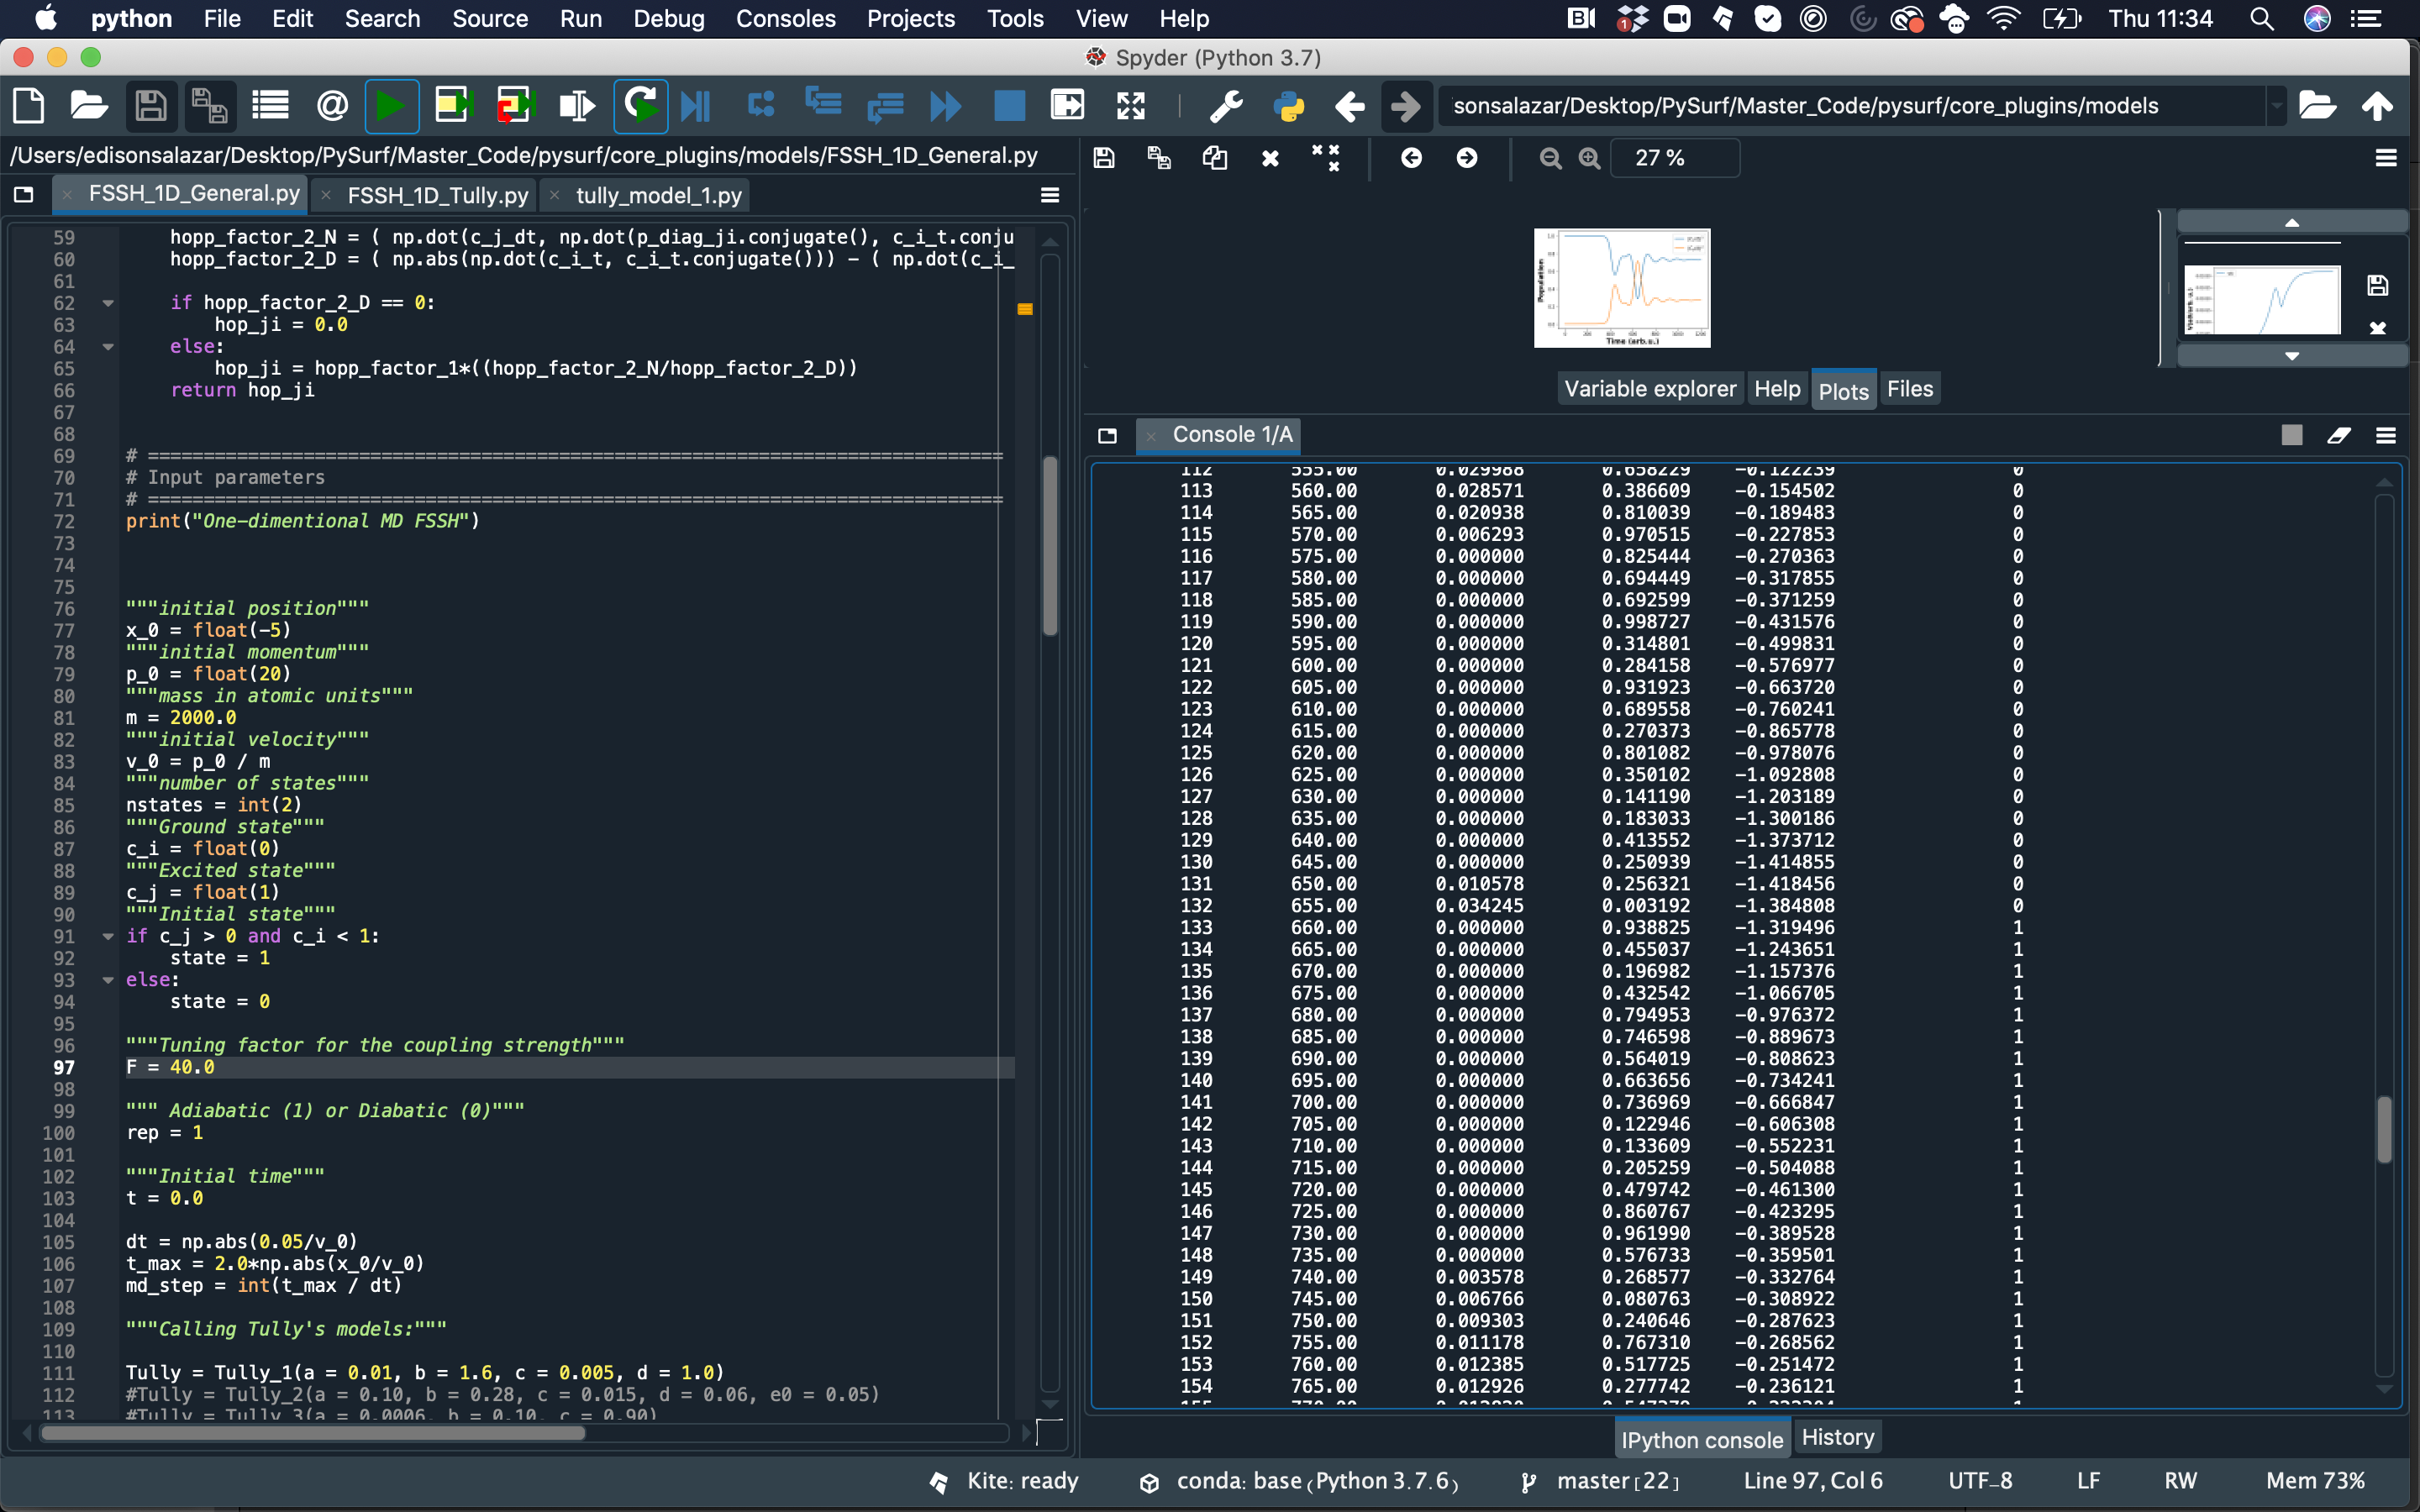 python File Edit Search Source Run Debug Consoles Projects Tools View Help 1 Thu 11:34
Spyder (Python 3.7)
sonsalazar/Desktop/PySurf/Master_Code/pysurf/core_plugins/models
/Users/edisonsalazar/Desktop/PySurf/Master_Code/pysurf/core_plugins/models/FSSH_1D_General.py
27 %
FSSH_1D_General.py FSSH_1D_Tully.py tully_model_1.py
59 hopp_factor_2_N = ( np.dot(c_j_dt, np.dot(p_diag_ji.conjugate(), c_i_t.conju
60 hopp_factor_2_D = ( np.abs(np.dot(c_i_t, c_i_t.conjugate())) - ( np.dot(c_i_
61
62 if hopp_factor_2_D == 0:
63 hop_ji = 0.0
64 else:
65 hop_ji = hopp_factor_1*((hopp_factor_2_N/hopp_factor_2_D))
66 return hop_ji
67
68
69 # =============================================================================
70 # Input parameters
71 # =============================================================================
72 print("One-dimentional MD FSSH")
73
74
75
76 """initial position"""
77 x_0 = float(-5)
78 """initial momentum"""
79 p_0 = float(20)
80 """mass in atomic units"""
81 m = 2000.0
82 """initial velocity"""
83 v_0 = p_0 / m
84 """number of states"""
85 nstates = int(2)
86 """Ground state"""
87 c_i = float(0)
88 """Excited state"""
89 c_j = float(1)
90 """Initial state"""
91 if c_j > 0 and c_i < 1:
92 state = 1
93 else:
94 state = 0
95
96 """Tuning factor for the coupling strength"""
97 F = 40.0
98
99 """ Adiabatic (1) or Diabatic (0)"""
100 rep = 1
101
102 """Initial time"""
103 t = 0.0
104
105 dt = np.abs(0.05/v_0)
106 t_max = 2.0*np.abs(x_0/v_0)
107 md_step = int(t_max / dt)
108
109 """Calling Tully's models:"""
110
111 Tully = Tully_1(a = 0.01, b = 1.6, c = 0.005, d = 1.0)
112 #Tully = Tully_2(a = 0.10, b = 0.28, c = 0.015, d = 0.06, e0 = 0.05)
113 #Tully = Tully_3(a = 0.0006, b = 0.10, c = 0.90)
Population
Time (arb.u.)
Variable explorer Help Plots Files
Console 1/A
112 555.00 0.029988 0.658229 -0.122239 0
113 560.00 0.028571 0.386609 -0.154502 0
114 565.00 0.020938 0.810039 -0.189483 0
115 570.00 0.006293 0.970515 -0.227853 0
116 575.00 0.000000 0.825444 -0.270363 0
117 580.00 0.000000 0.694449 -0.317855 0
118 585.00 0.000000 0.692599 -0.371259 0
119 590.00 0.000000 0.998727 -0.431576 0
120 595.00 0.000000 0.314801 -0.499831 0
121 600.00 0.000000 0.284158 -0.576977 0
122 605.00 0.000000 0.931923 -0.663720 0
123 610.00 0.000000 0.689558 -0.760241 0
124 615.00 0.000000 0.270373 -0.865778 0
125 620.00 0.000000 0.801082 -0.978076 0
126 625.00 0.000000 0.350102 -1.092808 0
127 630.00 0.000000 0.141190 -1.203189 0
128 635.00 0.000000 0.183033 -1.300186 0
129 640.00 0.000000 0.413552 -1.373712 0
130 645.00 0.000000 0.250939 -1.414855 0
131 650.00 0.010578 0.256321 -1.418456 0
132 655.00 0.034245 0.003192 -1.384808 0
133 660.00 0.000000 0.938825 -1.319496 1
134 665.00 0.000000 0.455037 -1.243651 1
135 670.00 0.000000 0.196982 -1.157376 1
136 675.00 0.000000 0.432542 -1.066705 1
137 680.00 0.000000 0.794953 -0.976372 1
138 685.00 0.000000 0.746598 -0.889673 1
139 690.00 0.000000 0.564019 -0.808623 1
140 695.00 0.000000 0.663656 -0.734241 1
141 700.00 0.000000 0.736969 -0.666847 1
142 705.00 0.000000 0.122946 -0.606308 1
143 710.00 0.000000 0.133609 -0.552231 1
144 715.00 0.000000 0.205259 -0.504088 1
145 720.00 0.000000 0.479742 -0.461300 1
146 725.00 0.000000 0.860767 -0.423295 1
147 730.00 0.000000 0.961990 -0.389528 1
148 735.00 0.000000 0.576733 -0.359501 1
149 740.00 0.003578 0.268577 -0.332764 1
150 745.00 0.006766 0.080763 -0.308922 1
151 750.00 0.009303 0.240646 -0.287623 1
152 755.00 0.011178 0.767310 -0.268562 1
153 760.00 0.012385 0.517725 -0.251472 1
154 765.00 0.012926 0.277742 -0.236121 1
IPython console History
Kite: ready conda: base (Python 3.7.6) master [22] Line 97, Col 6 UTF-8 LF RW Mem 73%